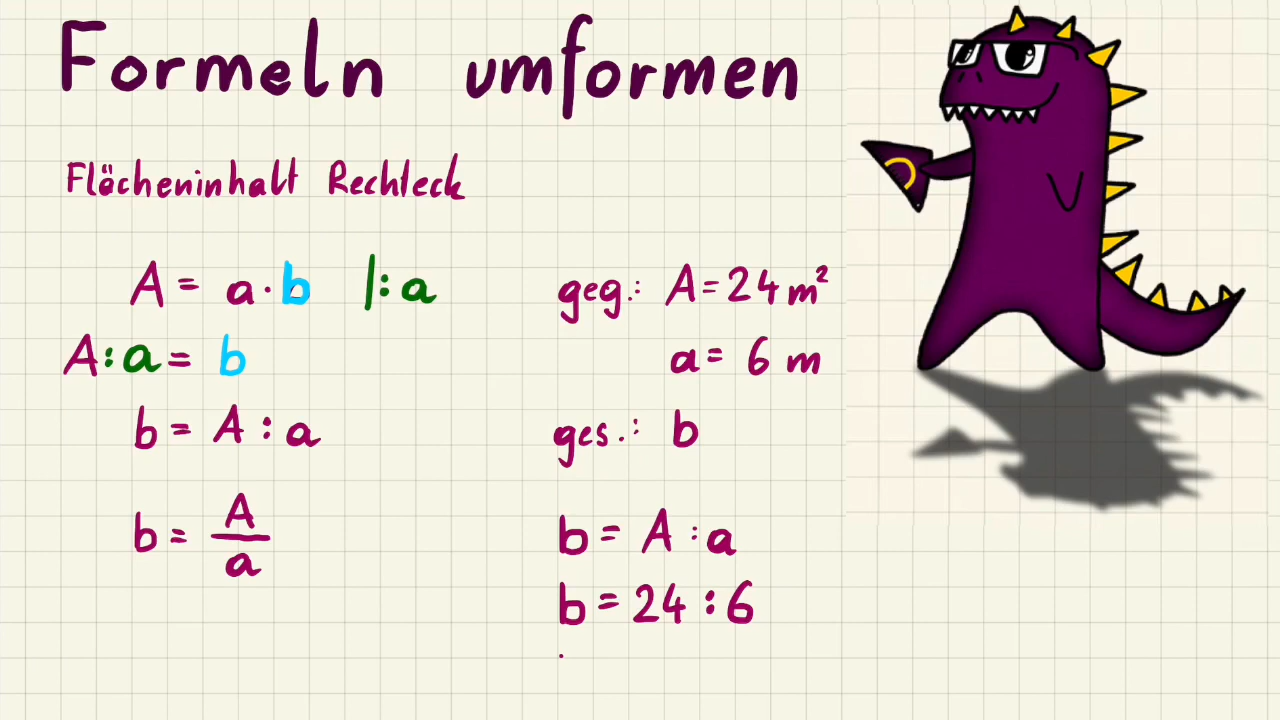 Formeln umformen
Flächeninhalt Rechteck
A = a · b |: a
A : a = b
b = A : a
b = A/a
geg.: A = 24 m²
a = 6 m
ges.: b
b = A : a
b = 24 : 6